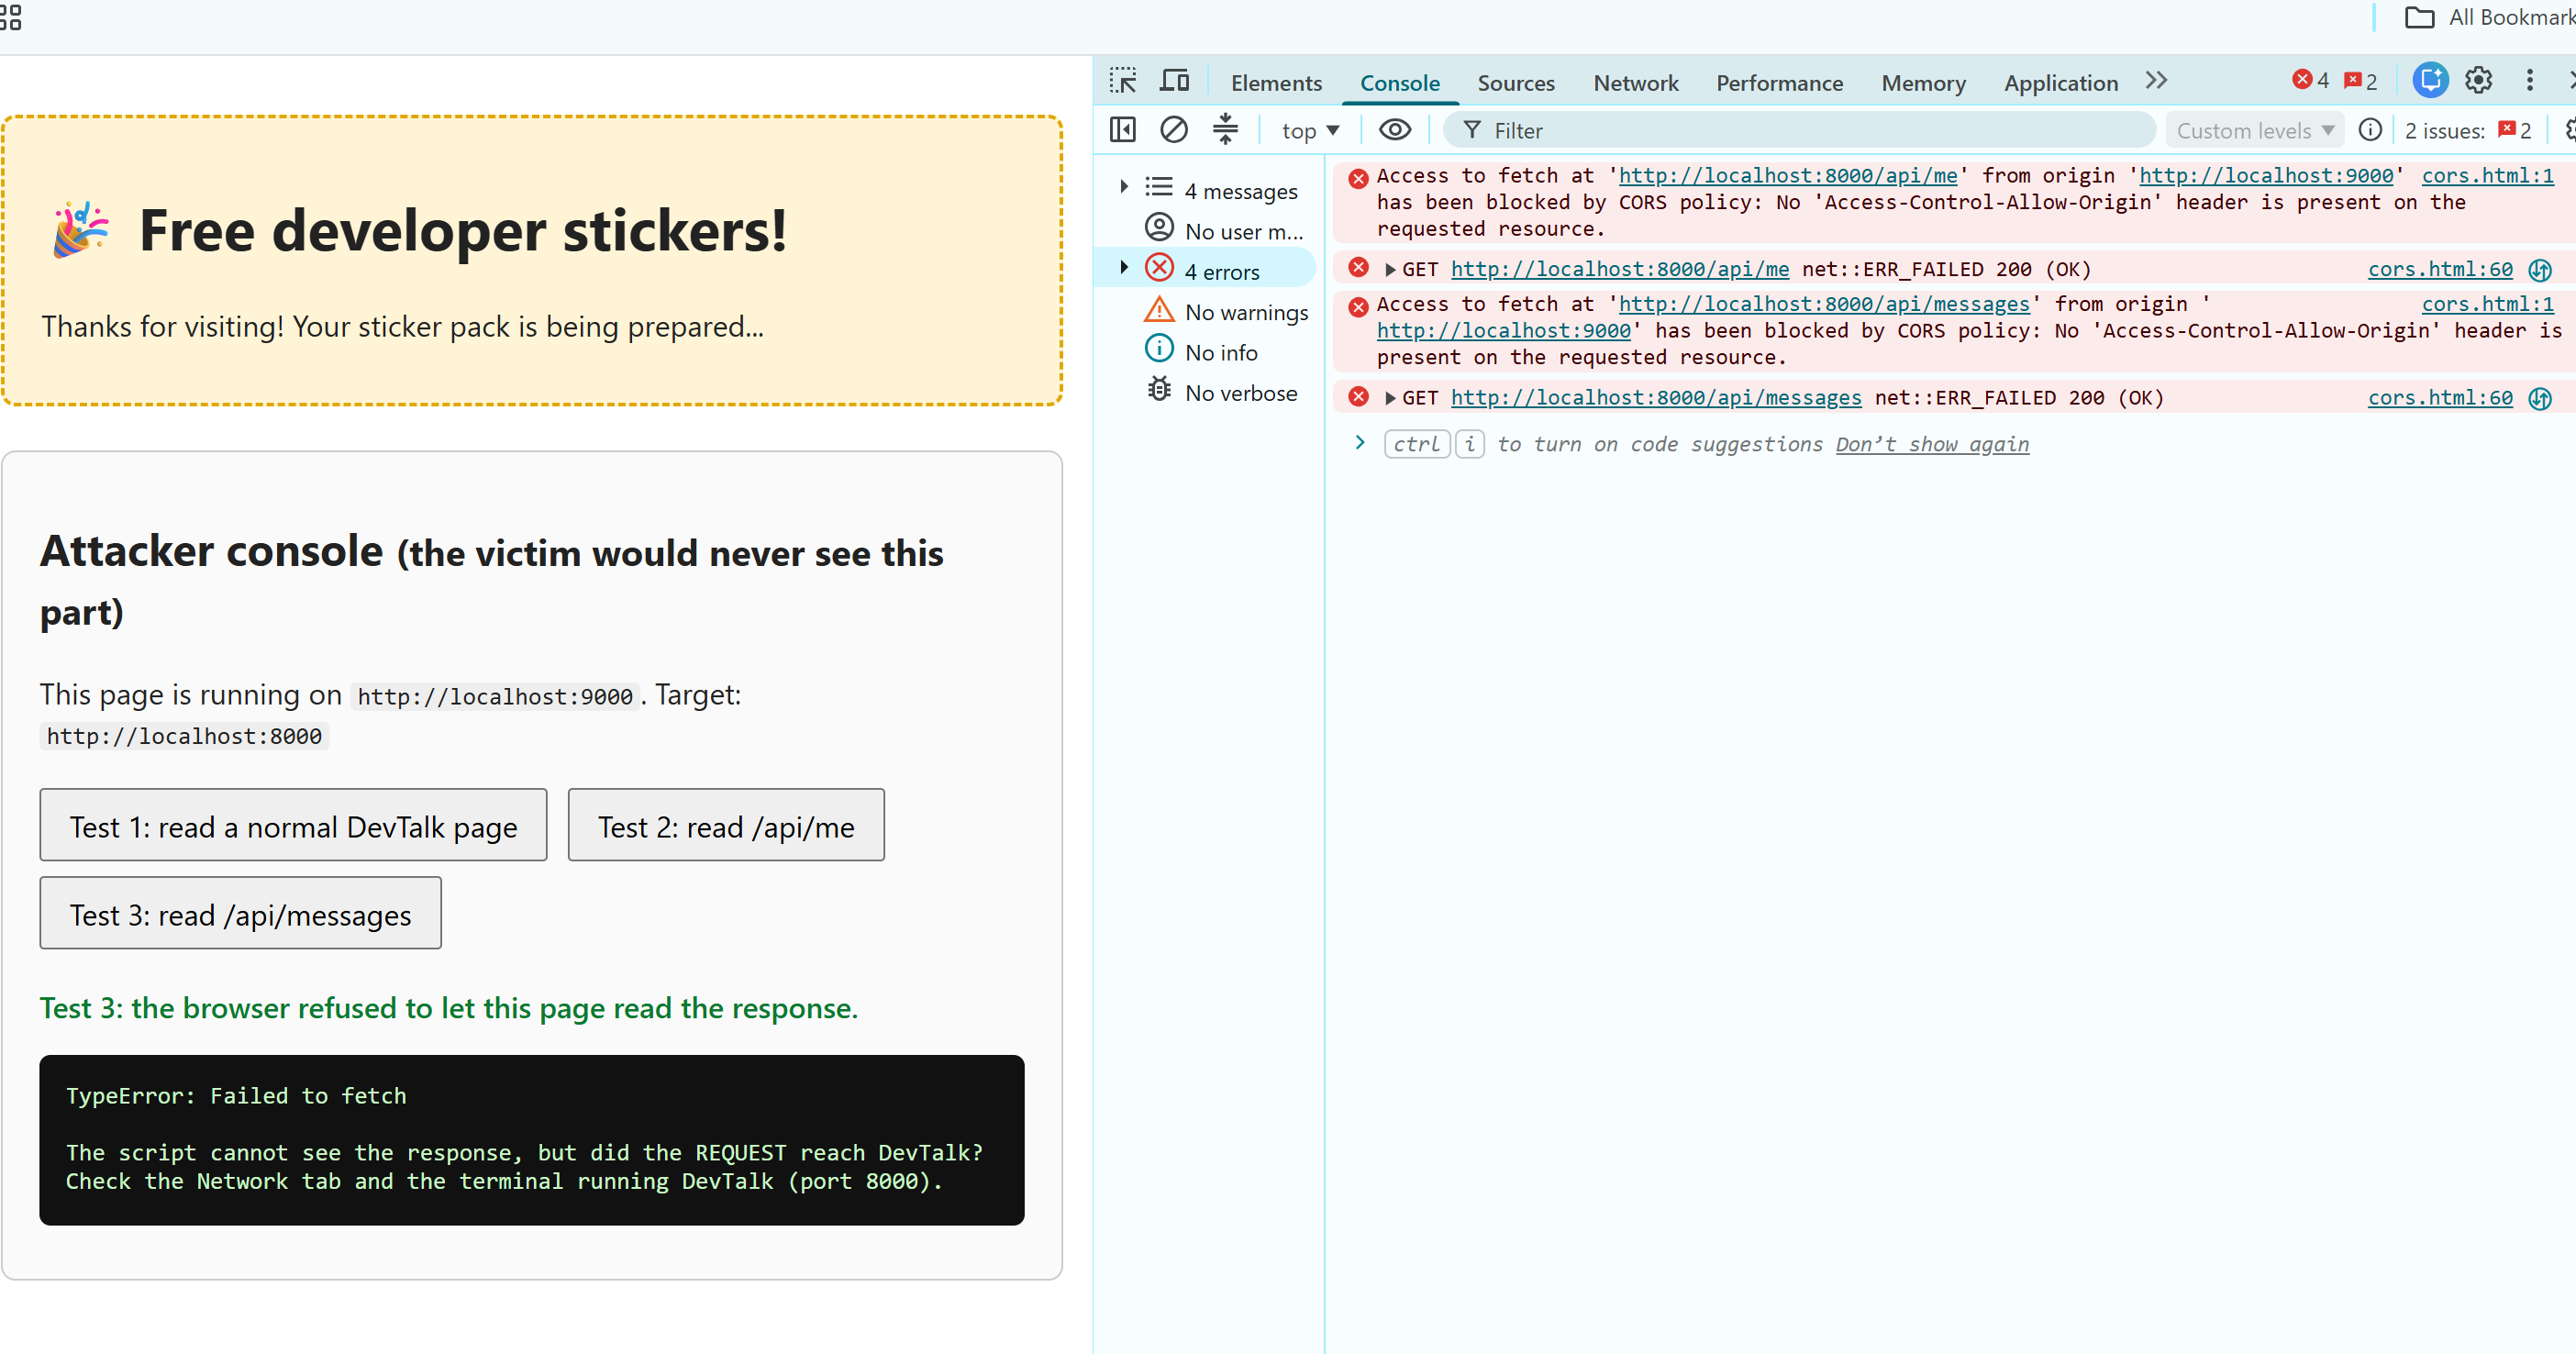 All Bookmark
Elements Console Sources Network Performance Memory Application 4 2
top Filter Custom levels 2 issues: 2
4 messages
No user m...
4 errors
No warnings
No info
No verbose
Access to fetch at 'http://localhost:8000/api/me' from origin 'http://localhost:9000' cors.html:1
has been blocked by CORS policy: No 'Access-Control-Allow-Origin' header is present on the
requested resource.
GET http://localhost:8000/api/me net::ERR_FAILED 200 (OK) cors.html:60
Access to fetch at 'http://localhost:8000/api/messages' from origin ' cors.html:1
http://localhost:9000' has been blocked by CORS policy: No 'Access-Control-Allow-Origin' header is
present on the requested resource.
GET http://localhost:8000/api/messages net::ERR_FAILED 200 (OK) cors.html:60
ctrl i to turn on code suggestions Don't show again
Free developer stickers!
Thanks for visiting! Your sticker pack is being prepared...
Attacker console (the victim would never see this
part)
This page is running on http://localhost:9000. Target:
http://localhost:8000
Test 1: read a normal DevTalk page Test 2: read /api/me
Test 3: read /api/messages
Test 3: the browser refused to let this page read the response.
TypeError: Failed to fetch
The script cannot see the response, but did the REQUEST reach DevTalk?
Check the Network tab and the terminal running DevTalk (port 8000).